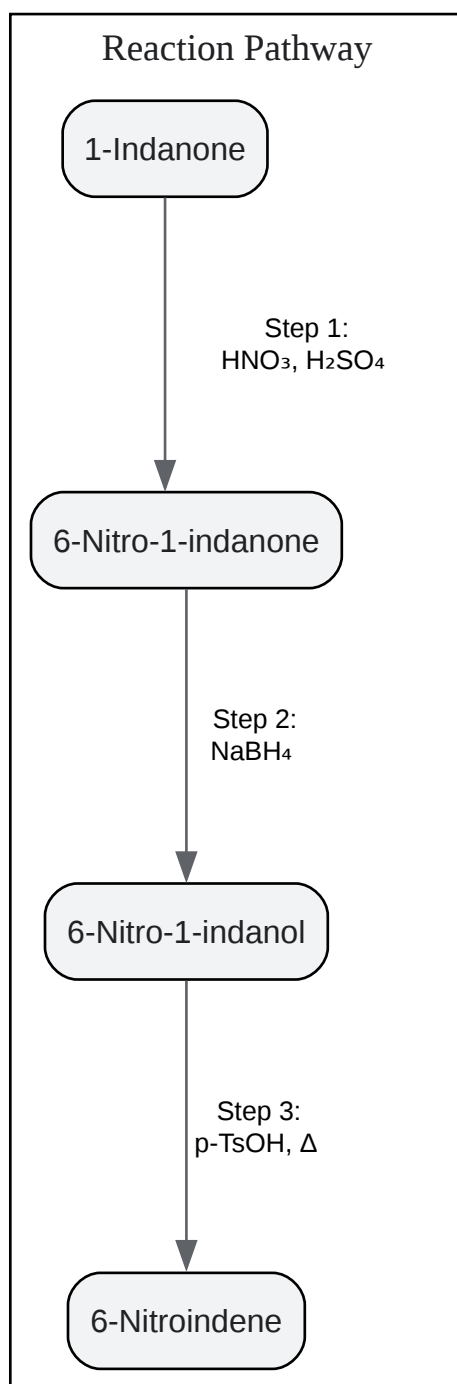 Reaction Pathway
1-Indanone
Step 1:
HNO₃, H₂SO₄
6-Nitro-1-indanone
Step 2:
NaBH₄
6-Nitro-1-indanol
Step 3:
p-TsOH, Δ
6-Nitroindene